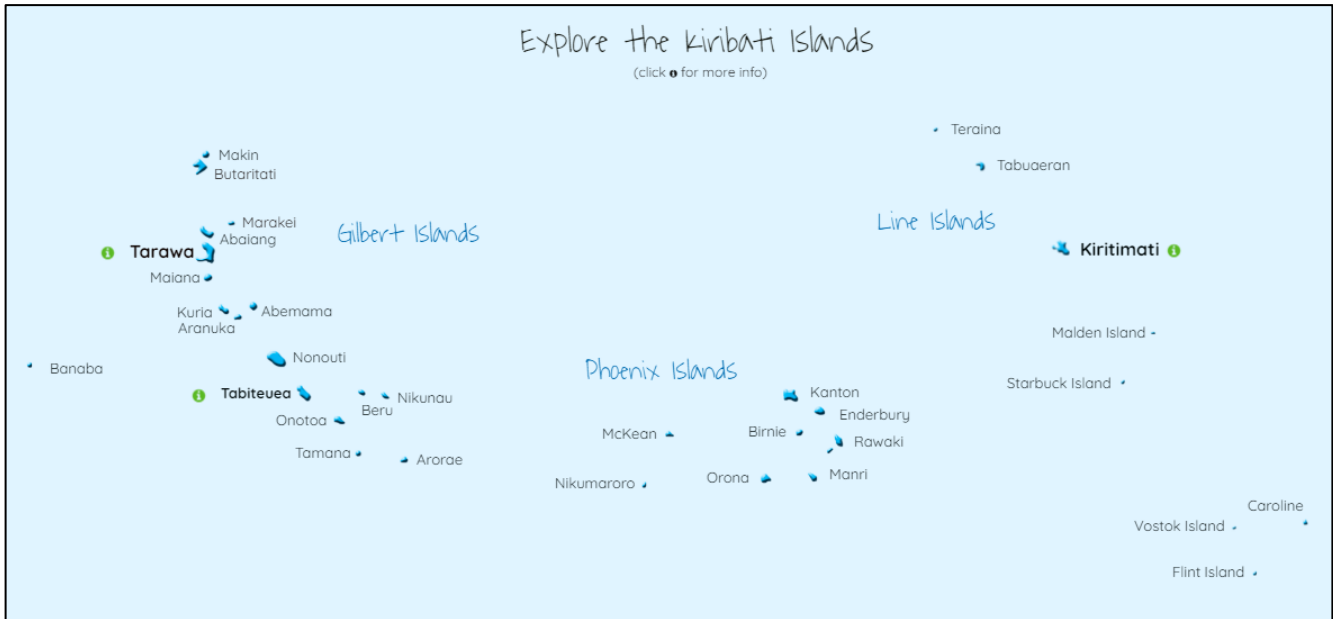 Explore the Kiribati Islands
(click i for more info)
Teraina
Makin
Tabuaeran
Butaritati
Line Islands
Marakei
Gilbert Islands
Abaiang
Tarawa
Kiritimati
Maiana
Kuria
Abemama
Aranuka
Malden Island
Nonouti
Banaba
Phoenix Islands
Starbuck Island
Kanton
Tabiteuea
Nikunau
Beru
Enderbury
Onotoa
Birnie
McKean
Rawaki
Tamana
Arorae
Manri
Orona
Nikumaroro
Caroline
Vostok Island
Flint Island